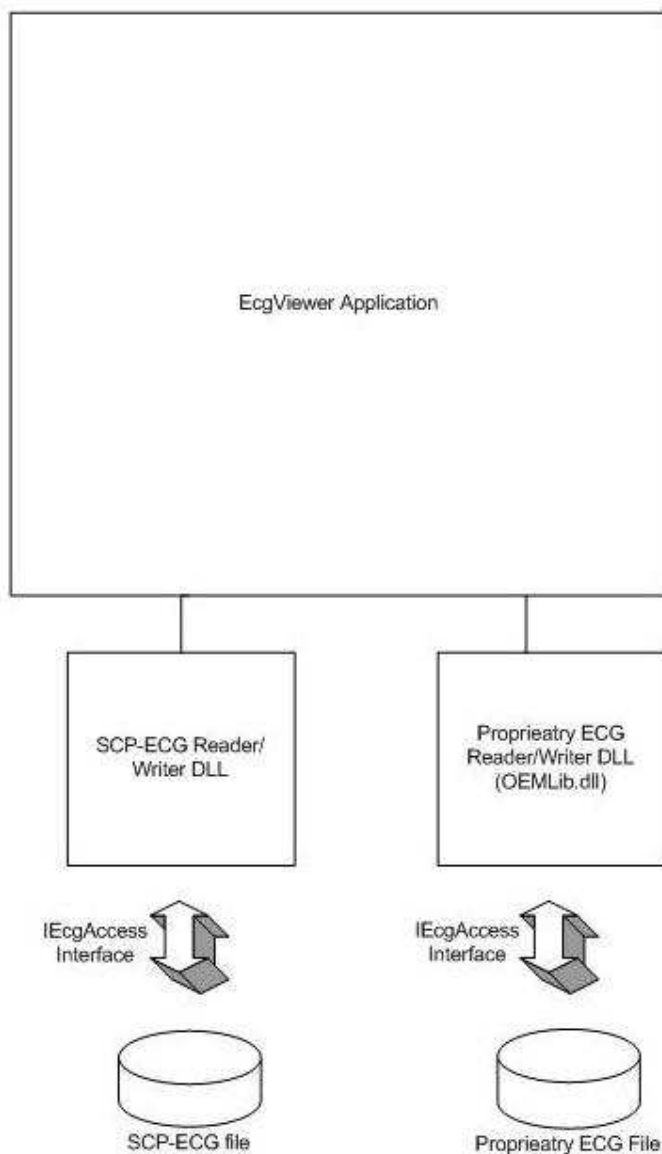 EcgViewer Application
SCP-ECG Reader/
Writer DLL
Proprieatry ECG
Reader/Writer DLL
(OEMLib.dll)
IEcgAccess
Interface
IEcgAccess
Interface
SCP-ECG file
Proprieatry ECG File